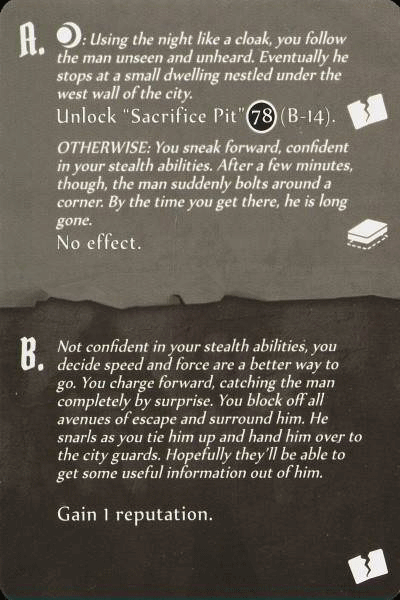 A. : Using the night like a cloak, you follow
the man unseen and unheard. Eventually he
stops at a small dwelling nestled under the
west wall of the city.
Unlock “Sacrifice Pit” 78 (B-14).
OTHERWISE: You sneak forward, confident
in your stealth abilities. After a few minutes,
though, the man suddenly bolts around a
corner. By the time you get there, he is long
gone.
No effect.
B. Not confident in your stealth abilities, you
decide speed and force are a better way to
go. You charge forward, catching the man
completely by surprise. You block off all
avenues of escape and surround him. He
snarls as you tie him up and hand him over to
the city guards. Hopefully they’ll be able to
get some useful information out of him.
Gain 1 reputation.